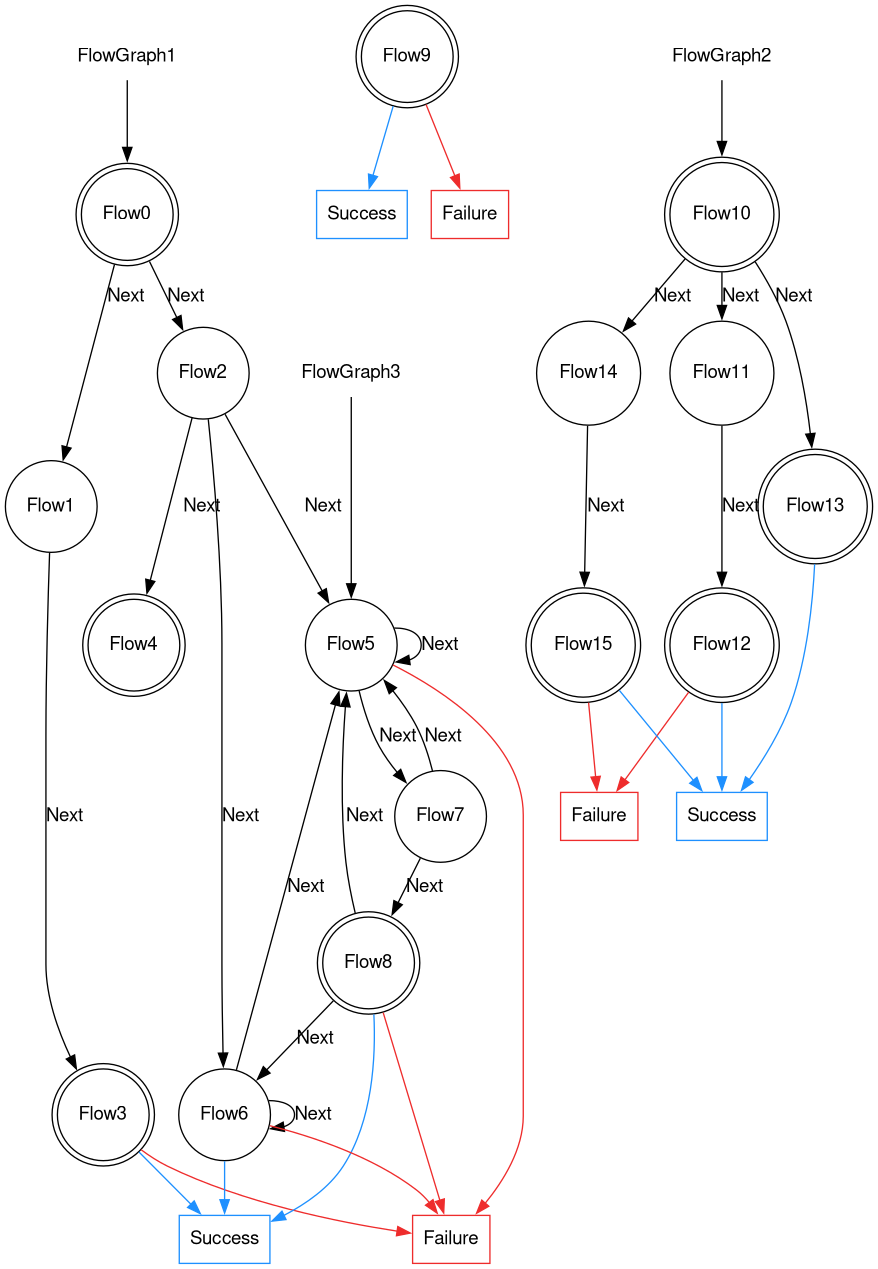 FlowGraph1
Flow9
FlowGraph2
Flow0
Success
Failure
Flow10
Next
Next
Next
Next
Next
Flow2
FlowGraph3
Flow14
Flow11
Flow1
Next
Next
Next
Next
Flow13
Flow4
Flow5
Next
Flow15
Flow12
Next
Next
Next
Next
Next
Flow7
Failure
Success
Next
Next
Flow8
Next
Flow3
Flow6
Next
Success
Failure